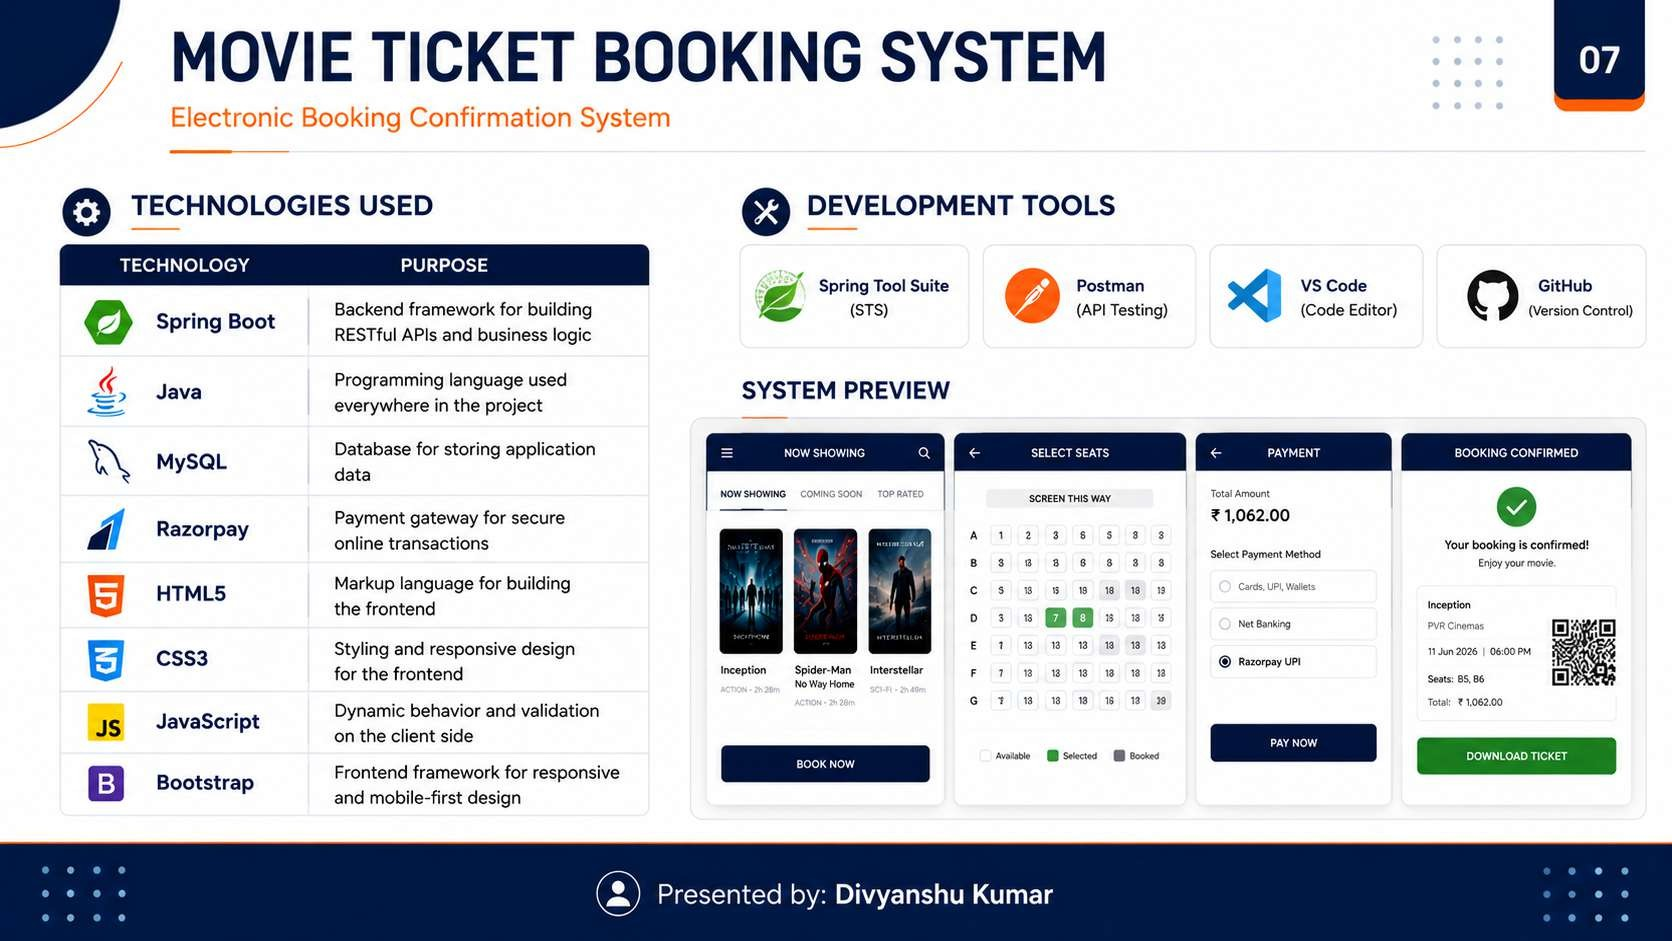 MOVIE TICKET BOOKING SYSTEM
Electronic Booking Confirmation System
07
TECHNOLOGIES USED
TECHNOLOGY PURPOSE
Spring Boot
Backend framework for building
RESTful APIs and business logic
Java
Programming language used
everywhere in the project
MySQL
Database for storing application
data
Razorpay
Payment gateway for secure
online transactions
HTML5
Markup language for building
the frontend
CSS3
Styling and responsive design
for the frontend
JS
JavaScript
Dynamic behavior and validation
on the client side
B
Bootstrap
Frontend framework for responsive
and mobile-first design
DEVELOPMENT TOOLS
Spring Tool Suite
(STS)
Postman
(API Testing)
VS Code
(Code Editor)
GitHub
(Version Control)
SYSTEM PREVIEW
NOW SHOWING
NOW SHOWING COMING SOON TOP RATED
Inception
ACTION - 2h 28m
Spider-Man
No Way Home
ACTION - 2h 28m
Interstellar
SCI-FI - 2h 49m
BOOK NOW
SELECT SEATS
SCREEN THIS WAY
A
B
C
D 7 8
E
F
G
Available Selected Booked
PAYMENT
Total Amount
₹ 1,062.00
Select Payment Method
Cards, UPI, Wallets
Net Banking
Razorpay UPI
PAY NOW
BOOKING CONFIRMED
Your booking is confirmed!
Enjoy your movie.
Inception
PVR Cinemas
11 Jun 2026 | 06:00 PM
Seats: B5, B6
Total: ₹ 1,062.00
DOWNLOAD TICKET
Presented by: Divyanshu Kumar